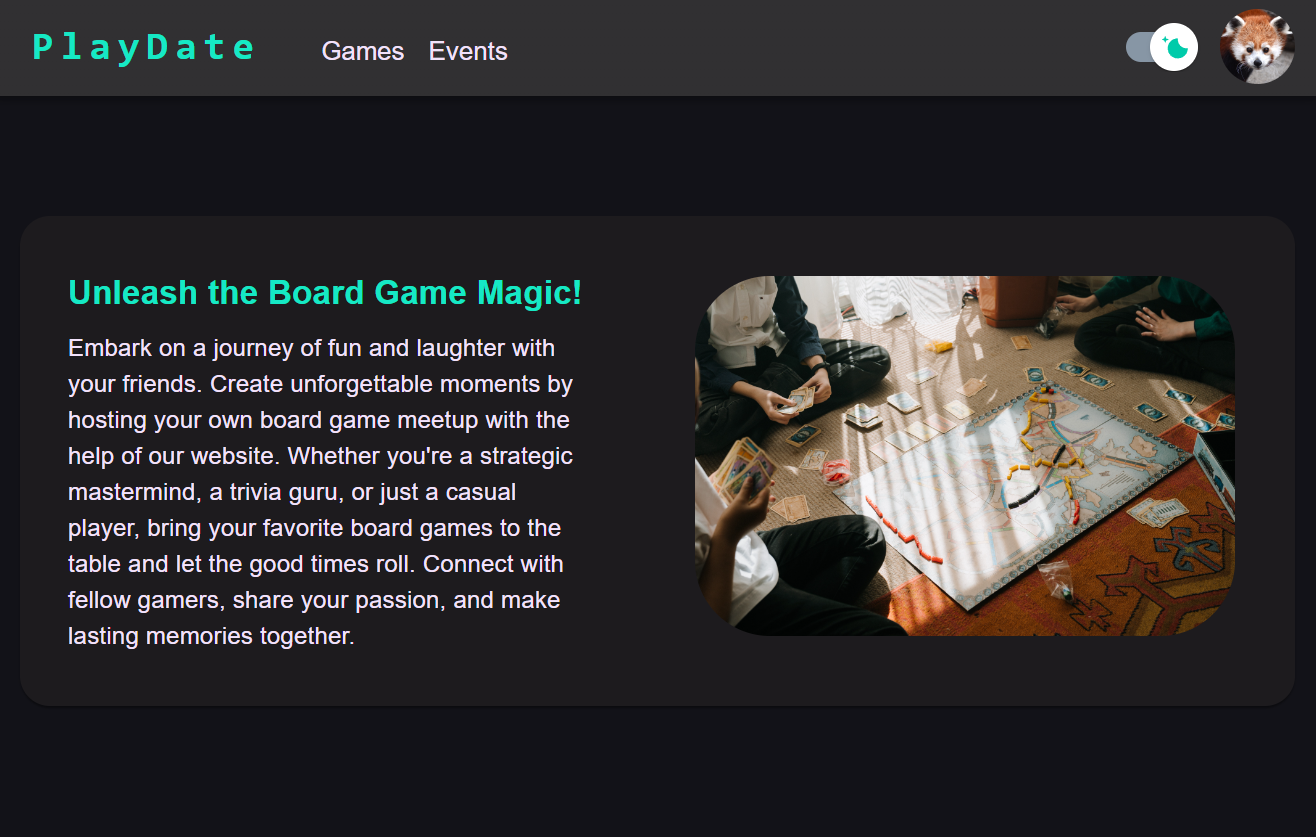 PlayDate
Games Events
Unleash the Board Game Magic!
Embark on a journey of fun and laughter with
your friends. Create unforgettable moments by
hosting your own board game meetup with the
help of our website. Whether you're a strategic
mastermind, a trivia guru, or just a casual
player, bring your favorite board games to the
table and let the good times roll. Connect with
fellow gamers, share your passion, and make
lasting memories together.